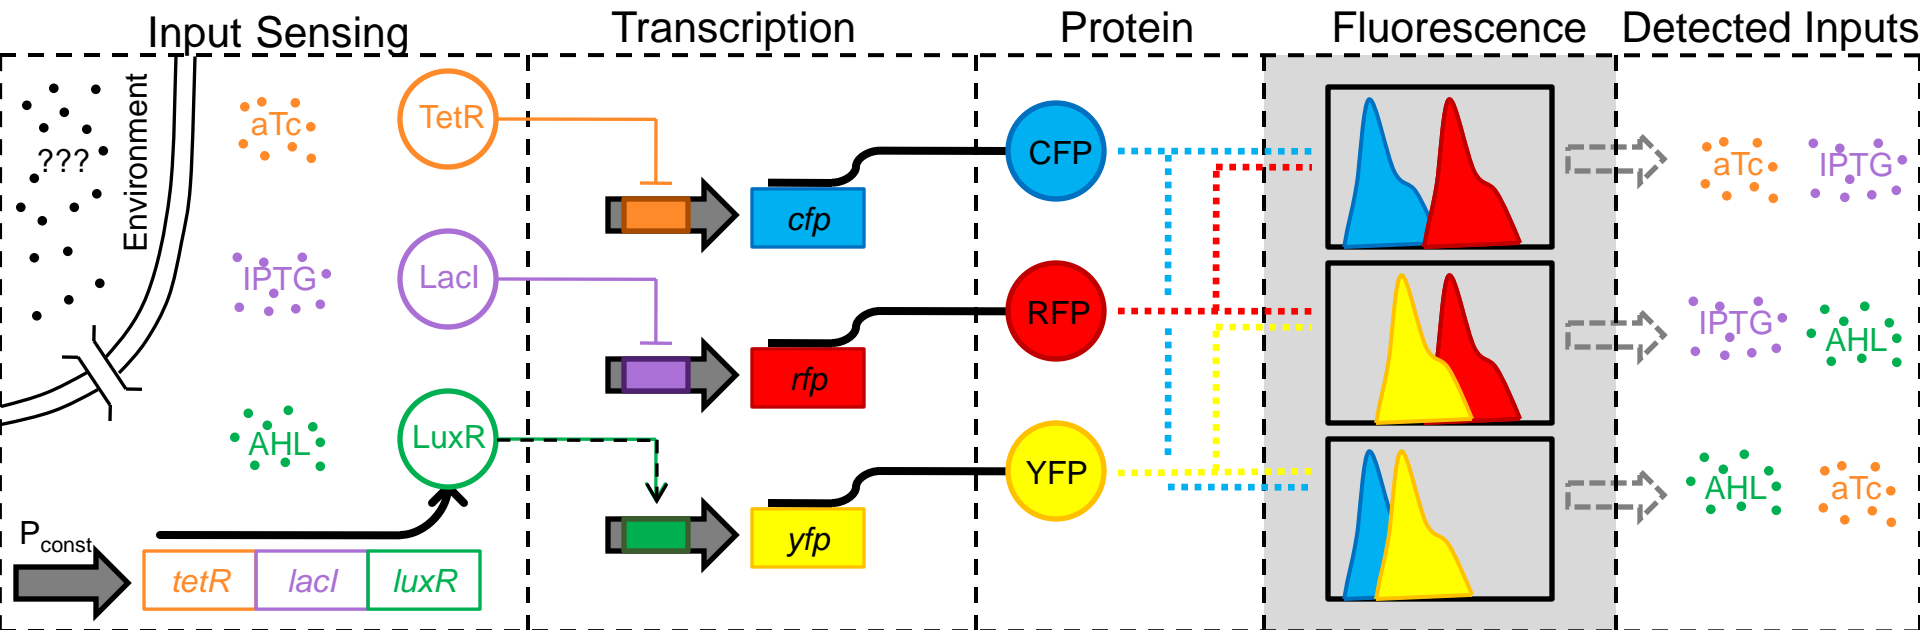 Input Sensing
Transcription
Protein
Fluorescence
Detected Inputs
Environment
???
aTc
TetR
cfp
CFP
aTc
IPTG
IPTG
LacI
rfp
RFP
IPTG
AHL
AHL
LuxR
yfp
YFP
AHL
aTc
Pconst
tetR
lacI
luxR